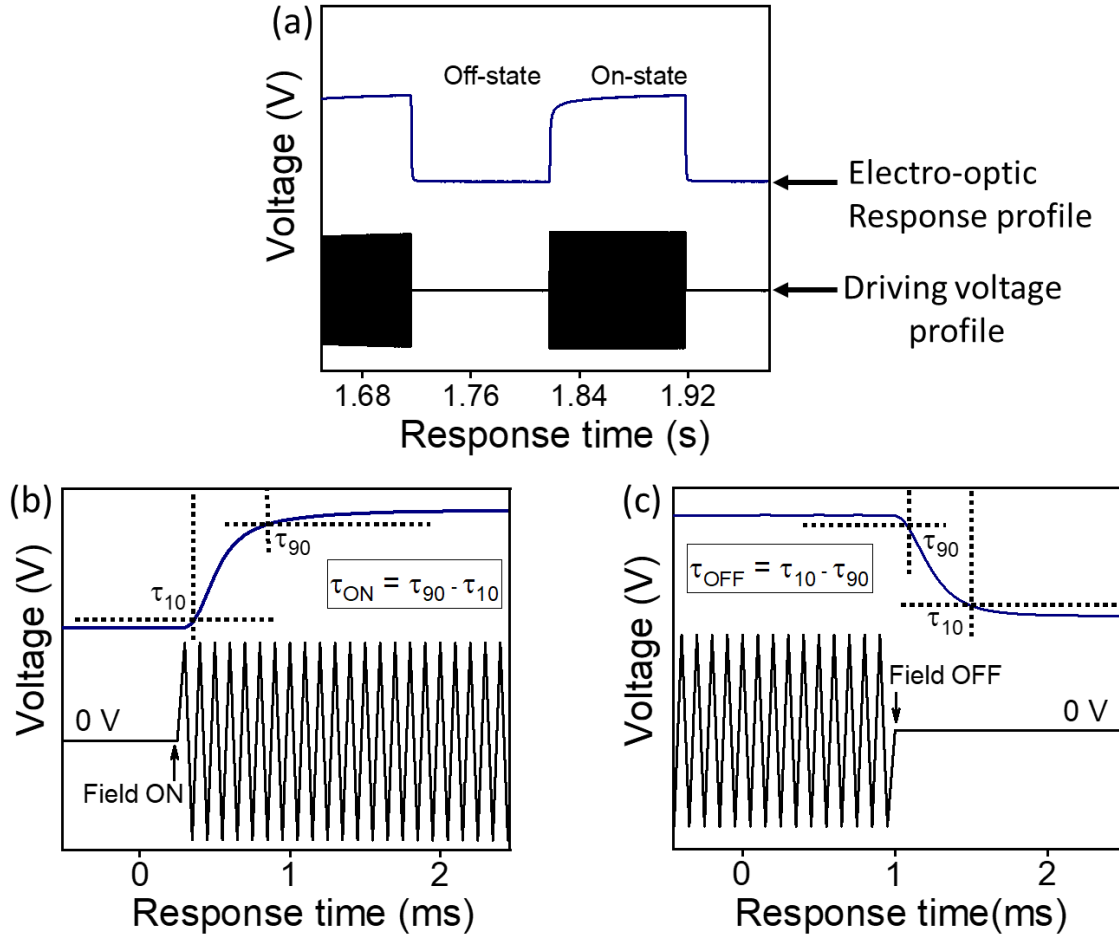 (a)
Voltage (V)
Off-state
On-state
Electro-optic
Response profile
Driving voltage
profile
1.68
1.76
1.84
1.92
Response time (s)
(b)
Voltage (V)
τ10
τ90
τON = τ90 - τ10
0 V
Field ON
0
1
2
Response time (ms)
(c)
Voltage (V)
τ90
τOFF = τ10 - τ90
τ10
Field OFF
0 V
0
1
2
Response time(ms)